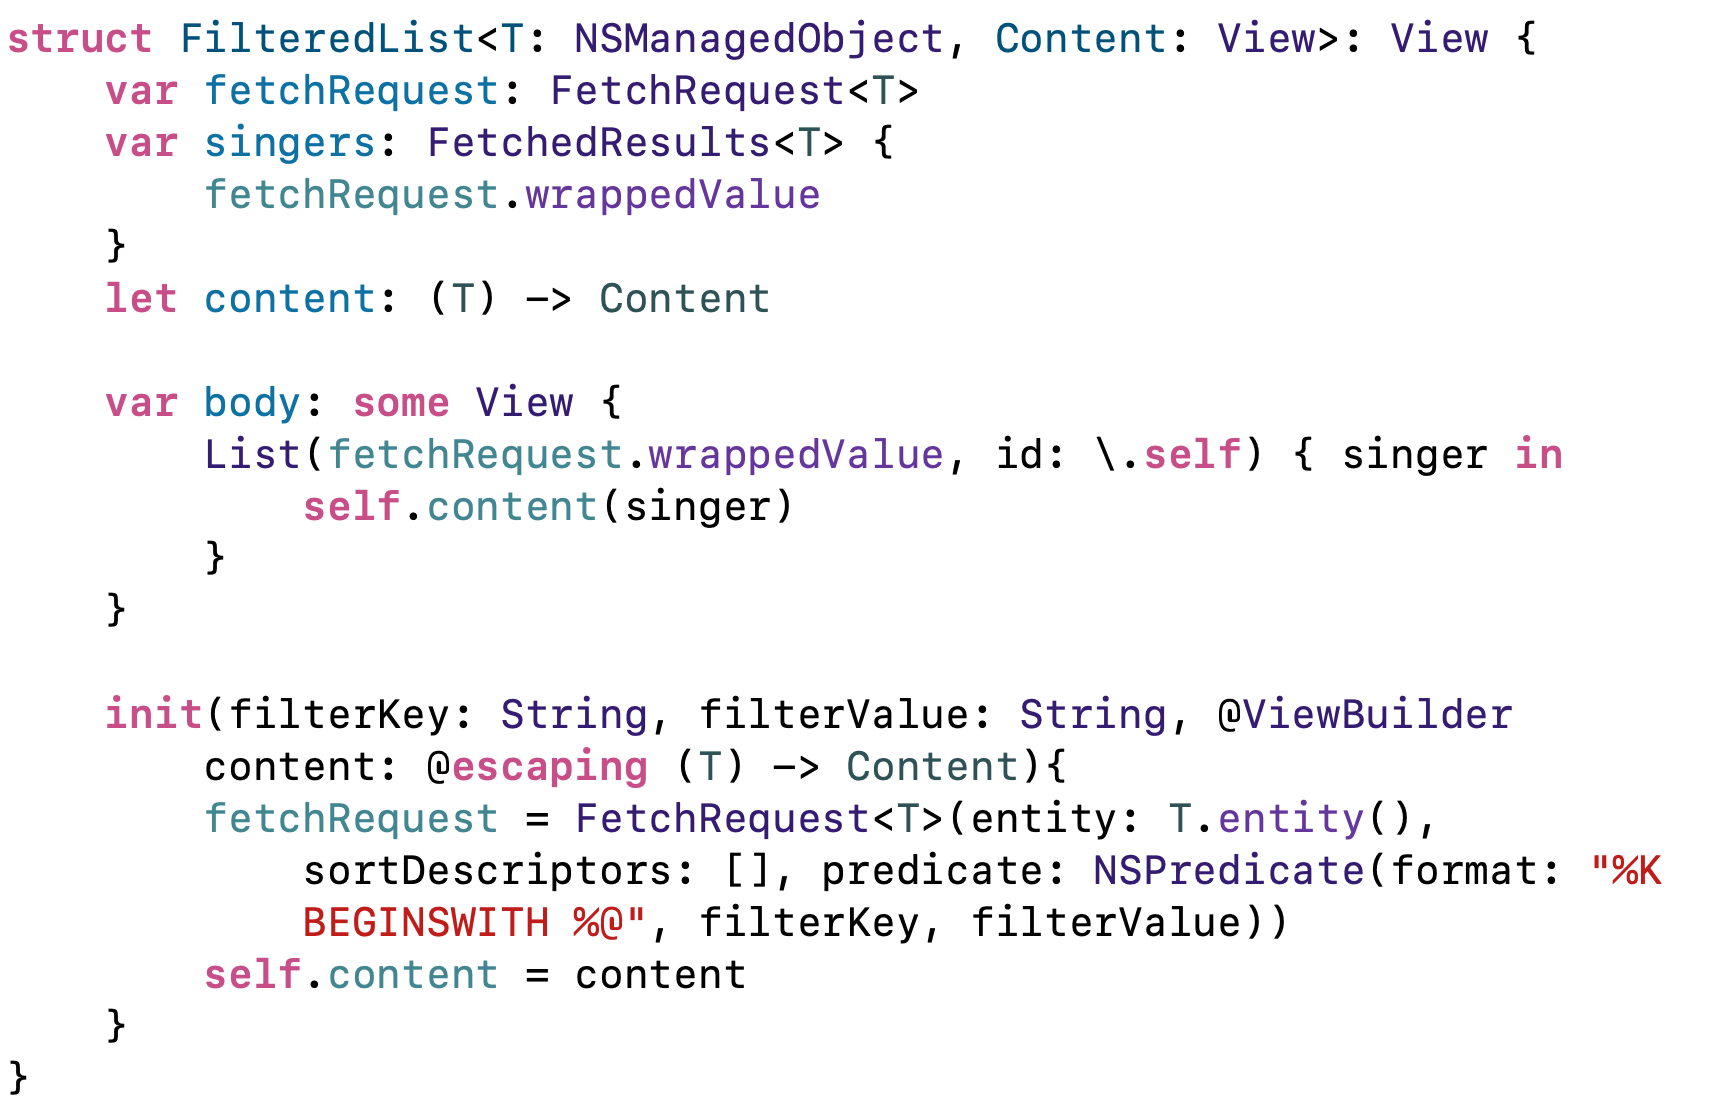 struct FilteredList<T: NSManagedObject, Content: View>: View {
    var fetchRequest: FetchRequest<T>
    var singers: FetchedResults<T> {
        fetchRequest.wrappedValue
    }
    let content: (T) -> Content

    var body: some View {
        List(fetchRequest.wrappedValue, id: \.self) { singer in
            self.content(singer)
        }
    }

    init(filterKey: String, filterValue: String, @ViewBuilder
        content: @escaping (T) -> Content){
        fetchRequest = FetchRequest<T>(entity: T.entity(),
            sortDescriptors: [], predicate: NSPredicate(format: "%K
            BEGINSWITH %@", filterKey, filterValue))
        self.content = content
    }
}